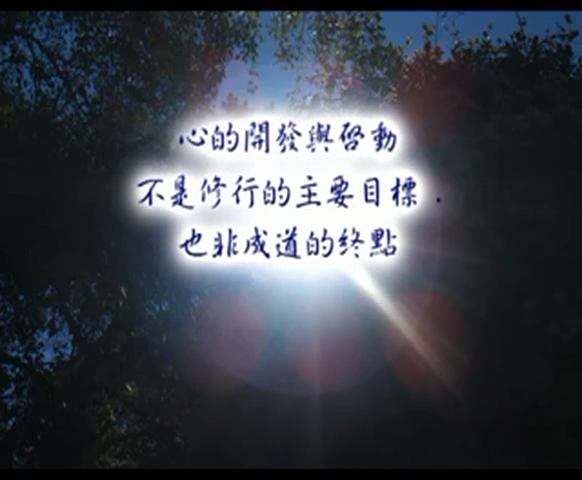 心的開發與啓動
不是修行的主要目標．
也非成道的终點